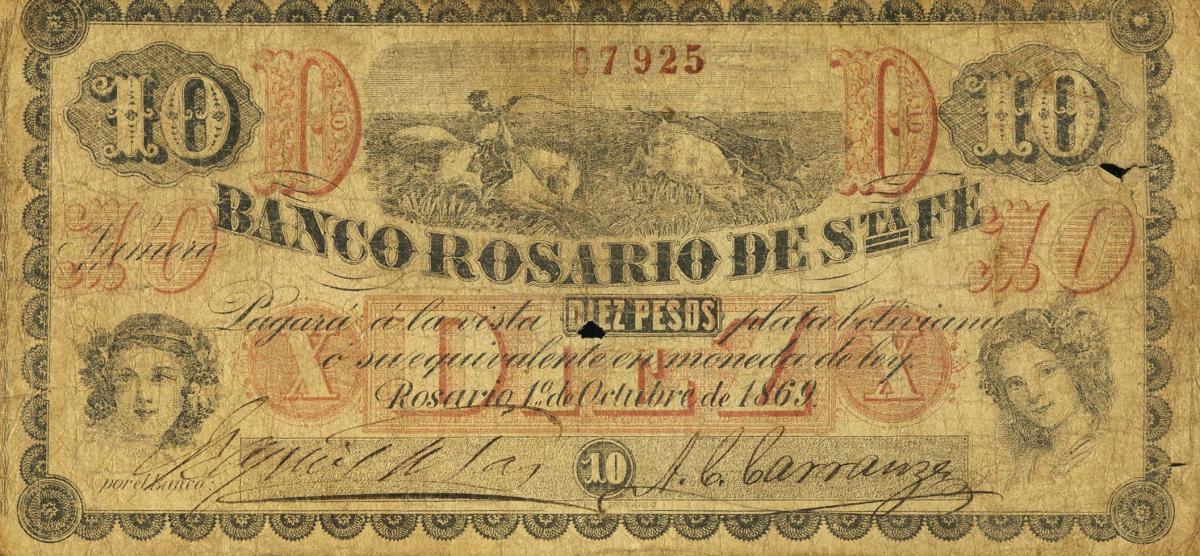 07925
10 D D 10
BANCO ROSARIO DE STA FÉ
10 Número 10
Pagará á la vista DIEZ PESOS plata boliviana
ó su equivalente en moneda de ley.
X DIEZ X
Rosario 1º. de Octubre de 1869
por el Banco:
10
A. C. Carranza